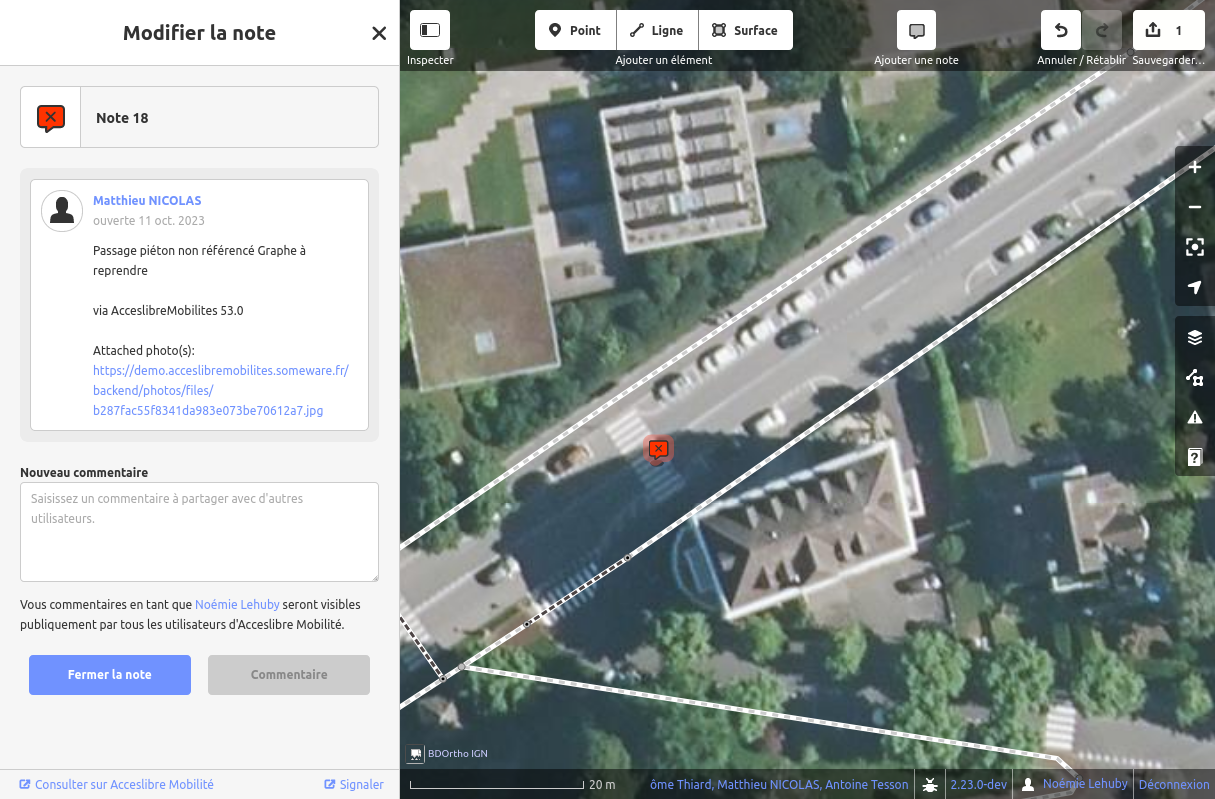 Modifier la note
Note 18
Matthieu NICOLAS
ouverte 11 oct. 2023
Passage piéton non référencé Graphe à
reprendre
via AcceslibreMobilites 53.0
Attached photo(s):
https://demo.acceslibremobilites.someware.fr/
backend/photos/files/
b287fac55f8341da983e073be70612a7.jpg
Nouveau commentaire
Saisissez un commentaire à partager avec d'autres
utilisateurs.
Vous commentaires en tant que Noémie Lehuby seront visibles
publiquement par tous les utilisateurs d'Acceslibre Mobilité.
Fermer la note
Commentaire
Consulter sur Acceslibre Mobilité
Signaler
Inspecter
Point
Ligne
Surface
Ajouter un élément
Ajouter une note
Annuler / Rétablir
1
Sauvegarder...
BDOrtho IGN
20 m
ôme Thiard, Matthieu NICOLAS, Antoine Tesson
2.23.0-dev
Noémie Lehuby
Déconnexion